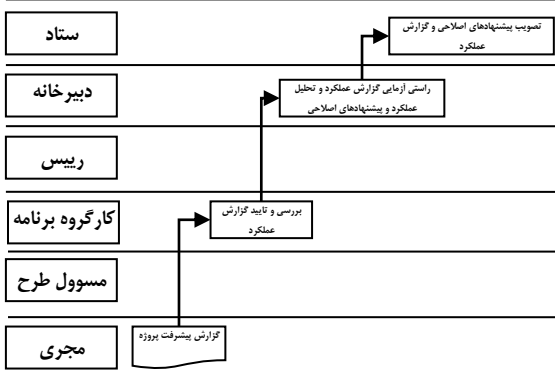 ستاد
تصویب پیشنهادهای اصلاحی و گزارش
عملکرد
دبیرخانه
راستی آزمایی گزارش عملکرد و تحلیل
عملکرد و پیشنهادهای اصلاحی
رییس
کارگروه برنامه
بررسی و تایید گزارش
عملکرد
مسوول طرح
مجری
گزارش پیشرفت پروژه